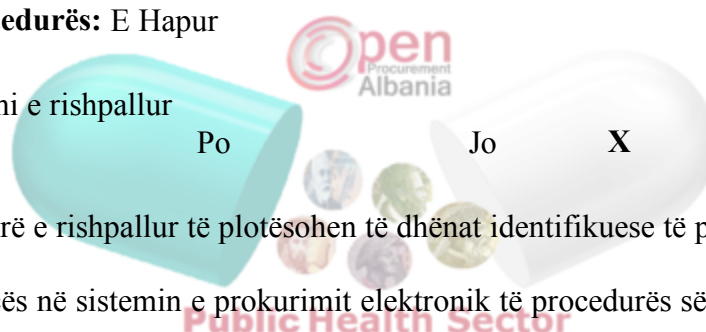 edurës: E Hapur
Open
Procurement
Albania
ni e rishpallur
Po Jo X
rë e rishpallur të plotësohen të dhënat identifikuese të p
ës në sistemin e prokurimit elektronik të procedurës së
Public Health Sector